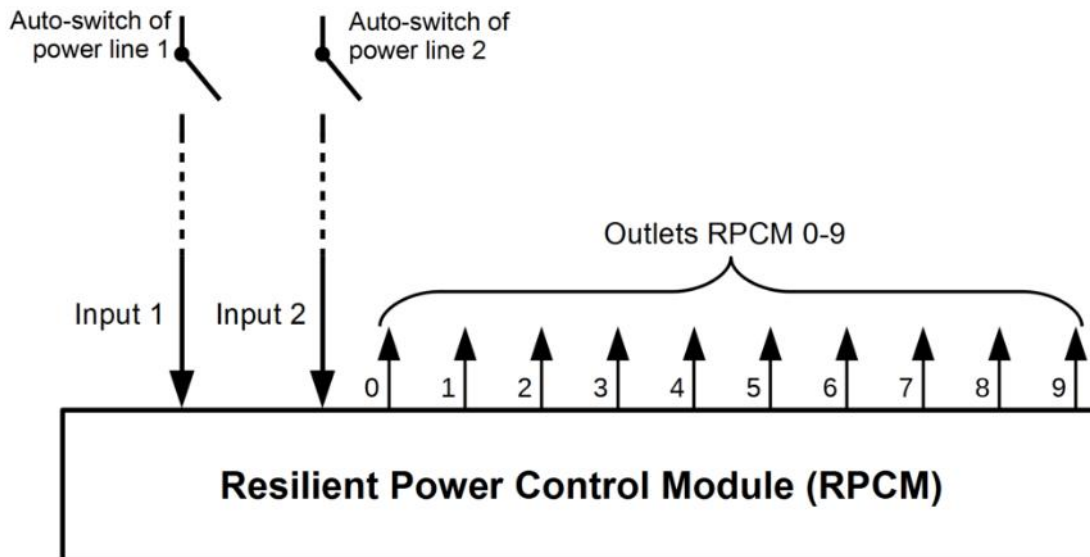 Auto-switch of
power line 1
Auto-switch of
power line 2
Outlets RPCM 0-9
Input 1
Input 2
0 1 2 3 4 5 6 7 8 9
Resilient Power Control Module (RPCM)